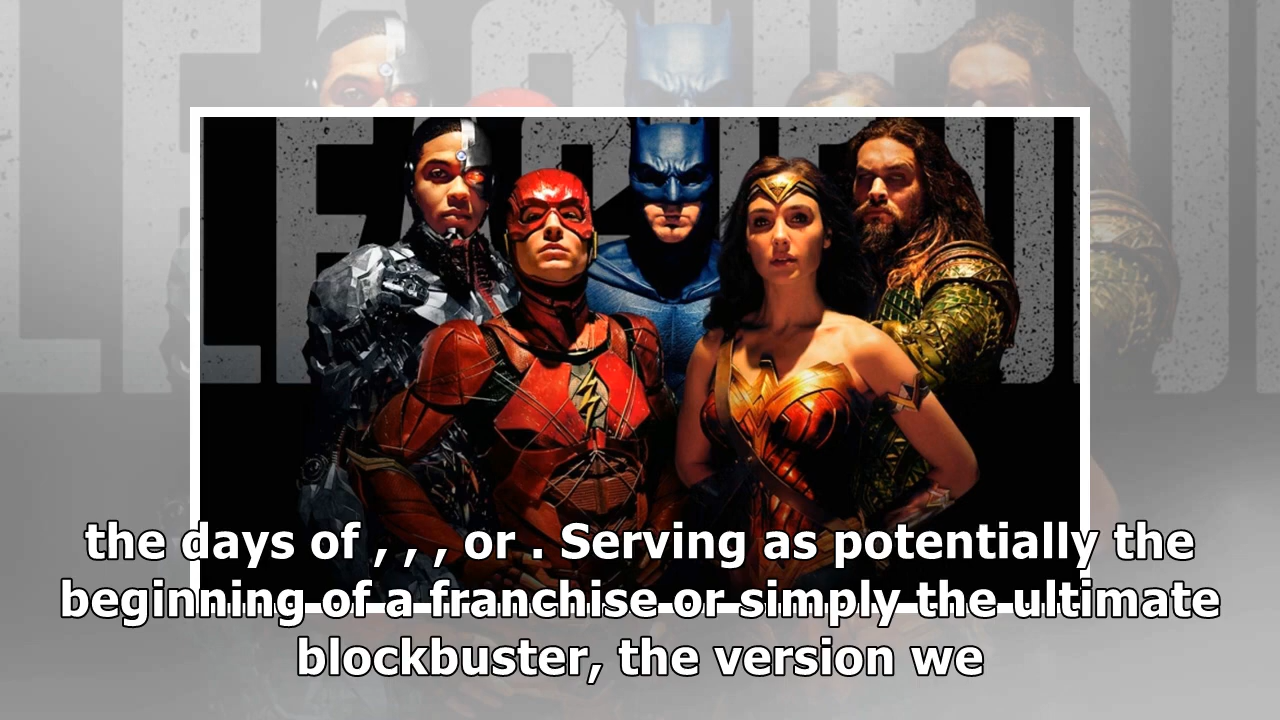 the days of , , , or . Serving as potentially the
beginning of a franchise or simply the ultimate
blockbuster, the version we